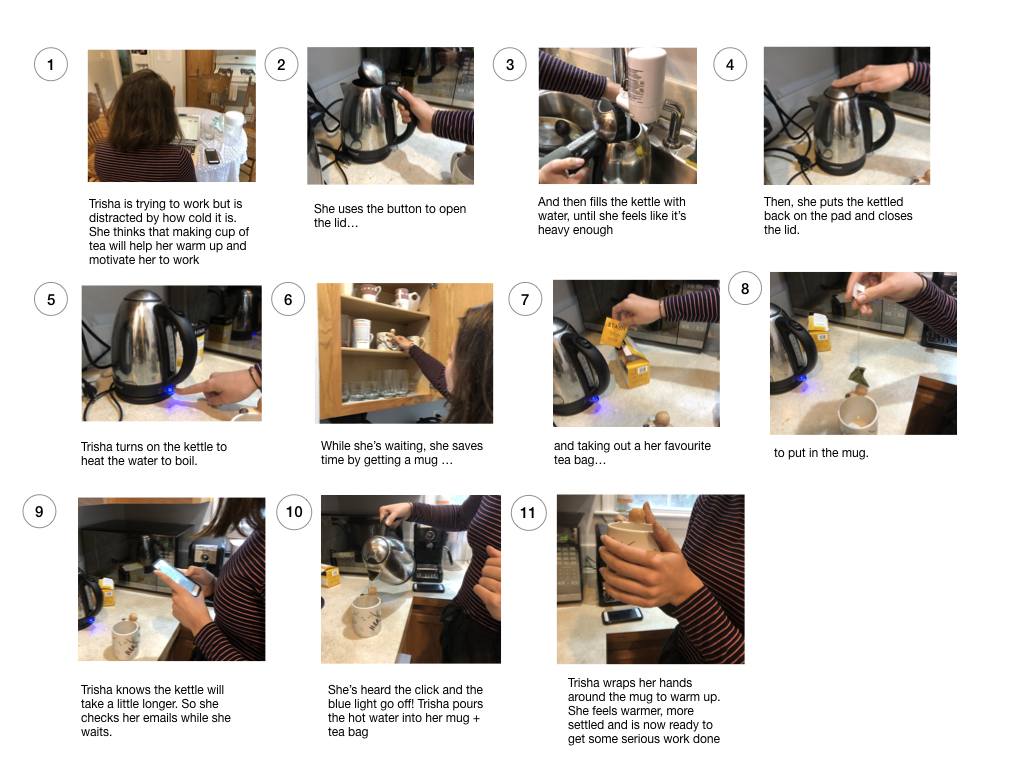 1
Trisha is trying to work but is
distracted by how cold it is.
She thinks that making cup of
tea will help her warm up and
motivate her to work
2
She uses the button to open
the lid…
3
And then fills the kettle with
water, until she feels like it's
heavy enough
4
Then, she puts the kettled
back on the pad and closes
the lid.
5
Trisha turns on the kettle to
heat the water to boil.
6
While she's waiting, she saves
time by getting a mug …
7
and taking out a her favourite
tea bag…
8
to put in the mug.
9
Trisha knows the kettle will
take a little longer. So she
checks her emails while she
waits.
10
She's heard the click and the
blue light go off! Trisha pours
the hot water into her mug +
tea bag
11
Trisha wraps her hands
around the mug to warm up.
She feels warmer, more
settled and is now ready to
get some serious work done